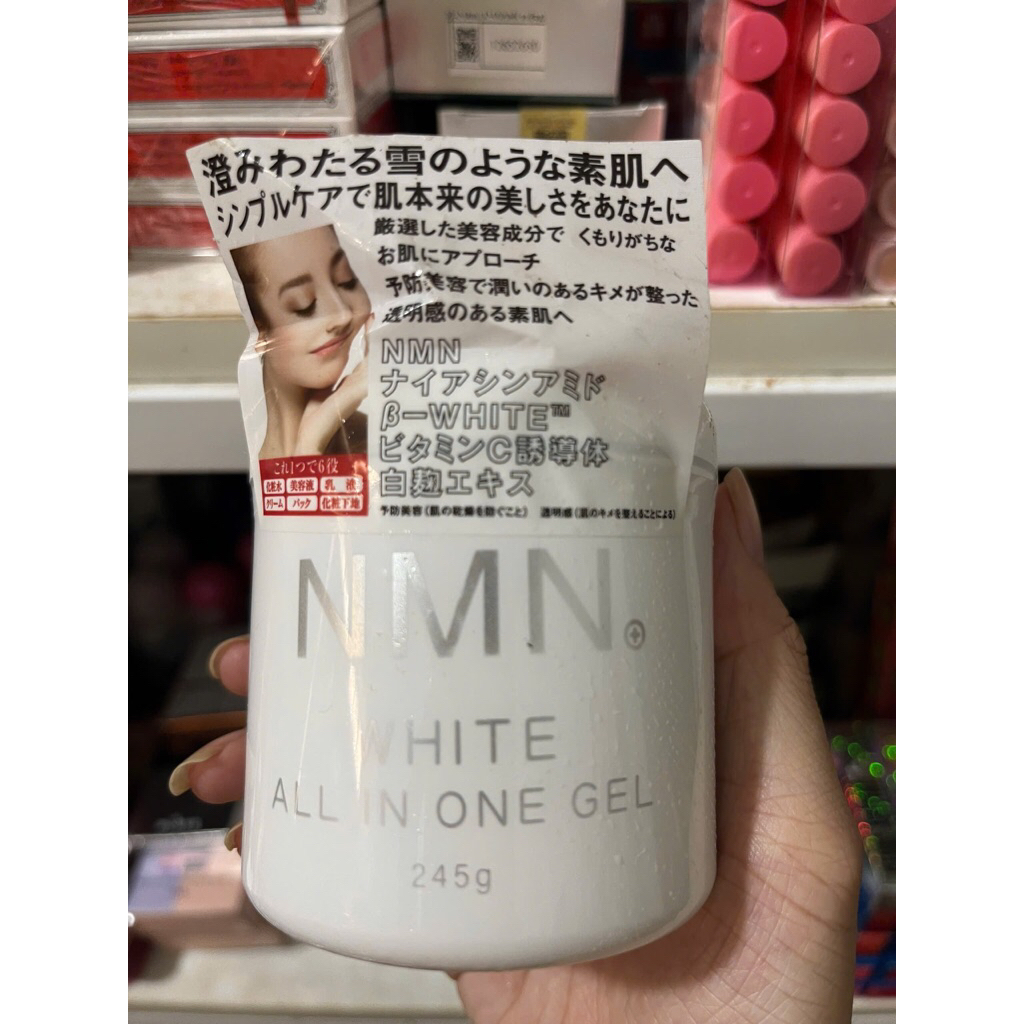 澄みわたる雪のような素肌へ
シンプルケアで肌本来の美しさをあなたに
厳選した美容成分で くもりがちな
お肌にアプローチ
予防美容で潤いのあるキメが整った
透明感のある素肌へ
NMN
ナイアシンアミド
β-WHITE™
ビタミンC誘導体
白麹エキス
これ1つで6役
化粧水 美容液 乳液
クリーム パック 化粧下地
予防美容(肌の乾燥を防ぐこと) 透明感(肌のキメを整えることによる)
NMN
WHITE
ALL IN ONE GEL
245g